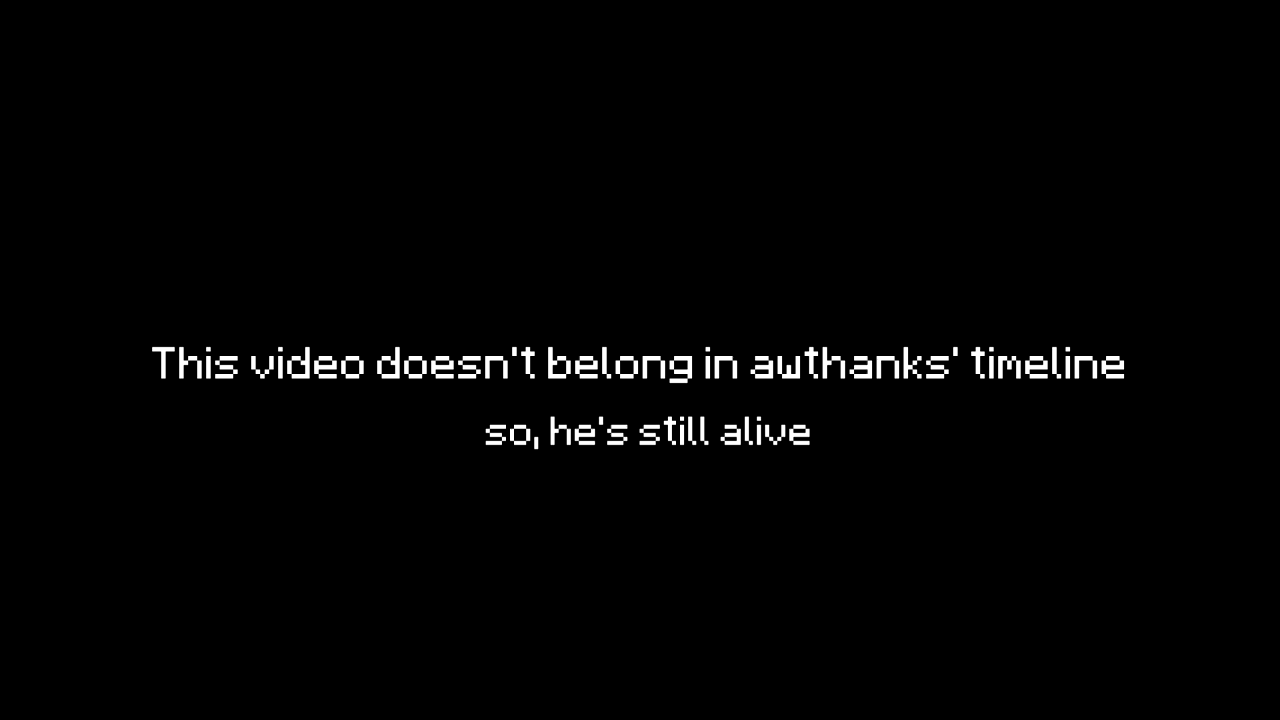 This video doesn't belong in awthanks' timeline
so, he's still alive